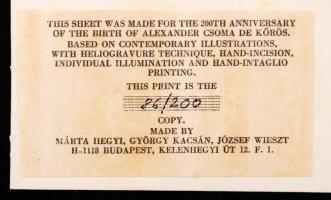 THIS SHEET WAS MADE FOR THE 200TH ANNIVERSARY
OF THE BIRTH OF ALEXANDER CSOMA DE KŐRÖS.
BASED ON CONTEMPORARY ILLUSTRATIONS,
WITH HELIOGRAVURE TECHNIQUE, HAND-INCISION,
INDIVIDUAL ILLUMINATION AND HAND-INTAGLIO
PRINTING.
THIS PRINT IS THE
86/200
COPY.
MADE BY
MÁRTA HEGYI, GYÖRGY KACSÁN, JÓZSEF WIESZT
H-1118 BUDAPEST, KELENHEGYI ÚT 12. F. 1.